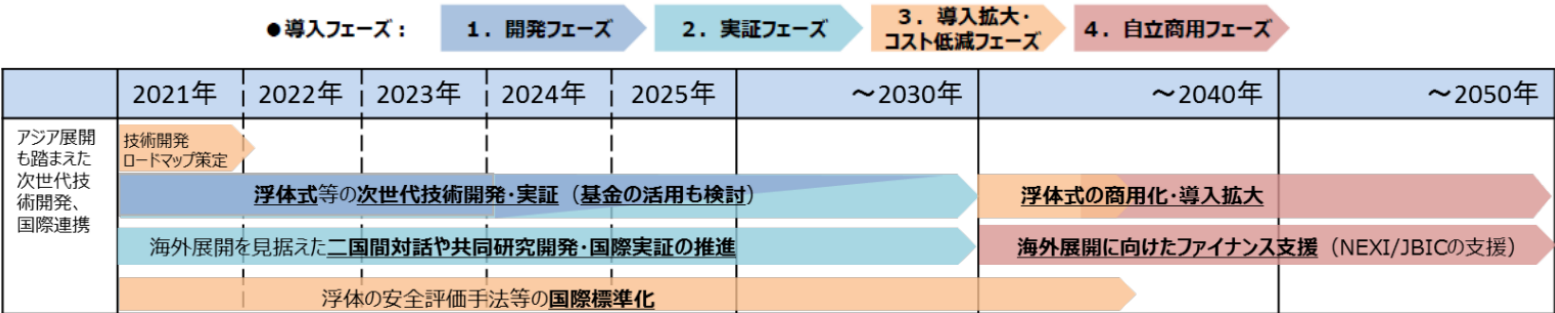 ●導入フェーズ：
1．開発フェーズ
2．実証フェーズ
3．導入拡大・
コスト低減フェーズ
4．自立商用フェーズ
2021年 2022年 2023年 2024年 2025年 ～2030年 ～2040年 ～2050年
アジア展開
も踏まえた
次世代技
術開発、
国際連携
技術開発
ロードマップ策定
浮体式等の次世代技術開発・実証（基金の活用も検討）
浮体式の商用化・導入拡大
海外展開を見据えた二国間対話や共同研究開発・国際実証の推進
海外展開に向けたファイナンス支援（NEXI/JBICの支援）
浮体の安全評価手法等の国際標準化